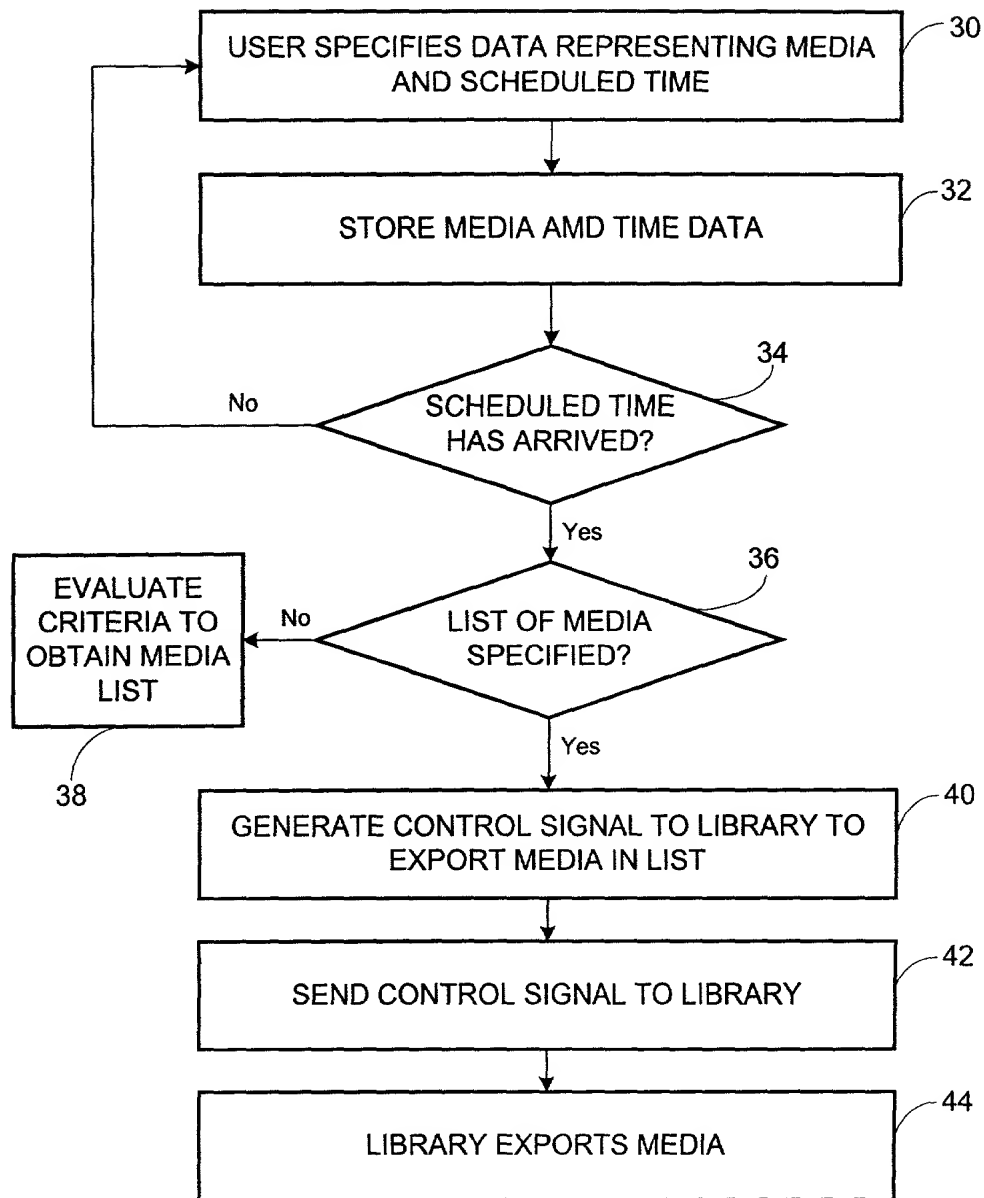 USER SPECIFIES DATA REPRESENTING MEDIA
AND SCHEDULED TIME
30
STORE MEDIA AMD TIME DATA
32
SCHEDULED TIME
HAS ARRIVED?
34
No
Yes
LIST OF MEDIA
SPECIFIED?
36
No
EVALUATE
CRITERIA TO
OBTAIN MEDIA
LIST
38
Yes
GENERATE CONTROL SIGNAL TO LIBRARY TO
EXPORT MEDIA IN LIST
40
SEND CONTROL SIGNAL TO LIBRARY
42
LIBRARY EXPORTS MEDIA
44